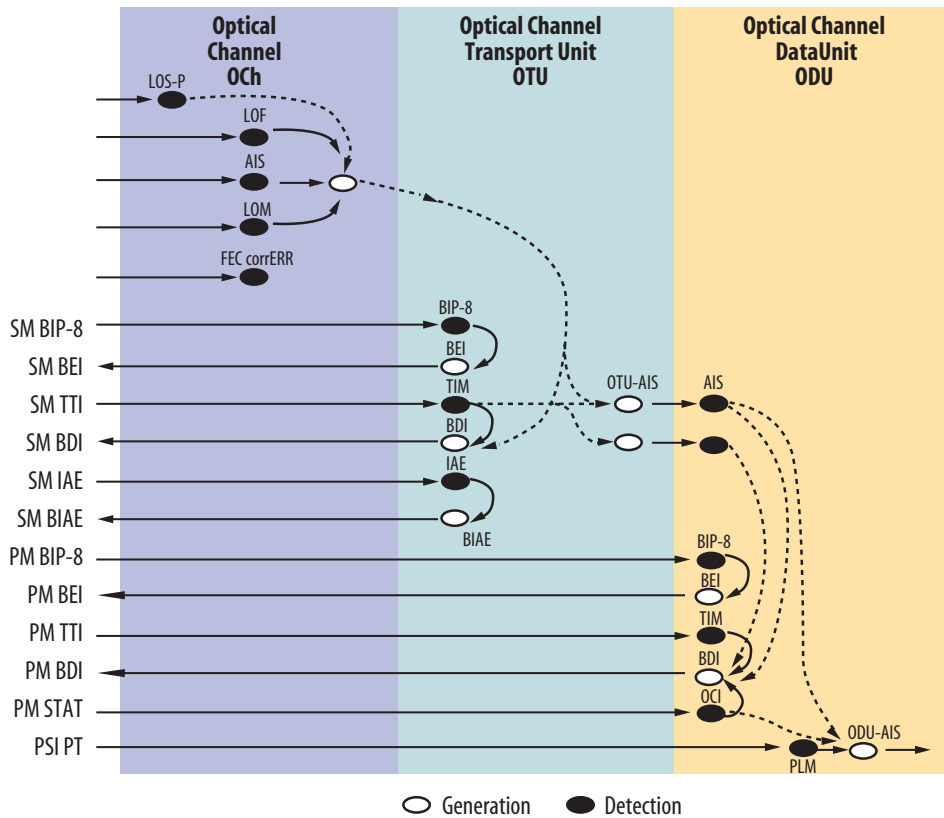 Optical
Channel
OCh
Optical Channel
Transport Unit
OTU
Optical Channel
DataUnit
ODU
LOS-P
LOF
AIS
LOM
FEC corrERR
SM BIP-8
BIP-8
SM BEI
BEI
SM TTI
TIM
OTU-AIS
AIS
SM BDI
BDI
SM IAE
IAE
SM BIAE
BIAE
PM BIP-8
BIP-8
PM BEI
BEI
PM TTI
TIM
PM BDI
BDI
PM STAT
OCI
PSI PT
PLM
ODU-AIS
Generation
Detection